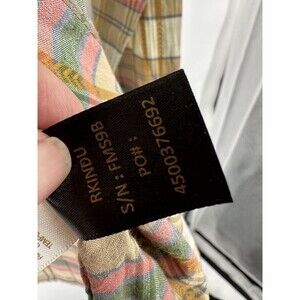 RKINDU
S/N : FMS9B
PO#:
4500376692